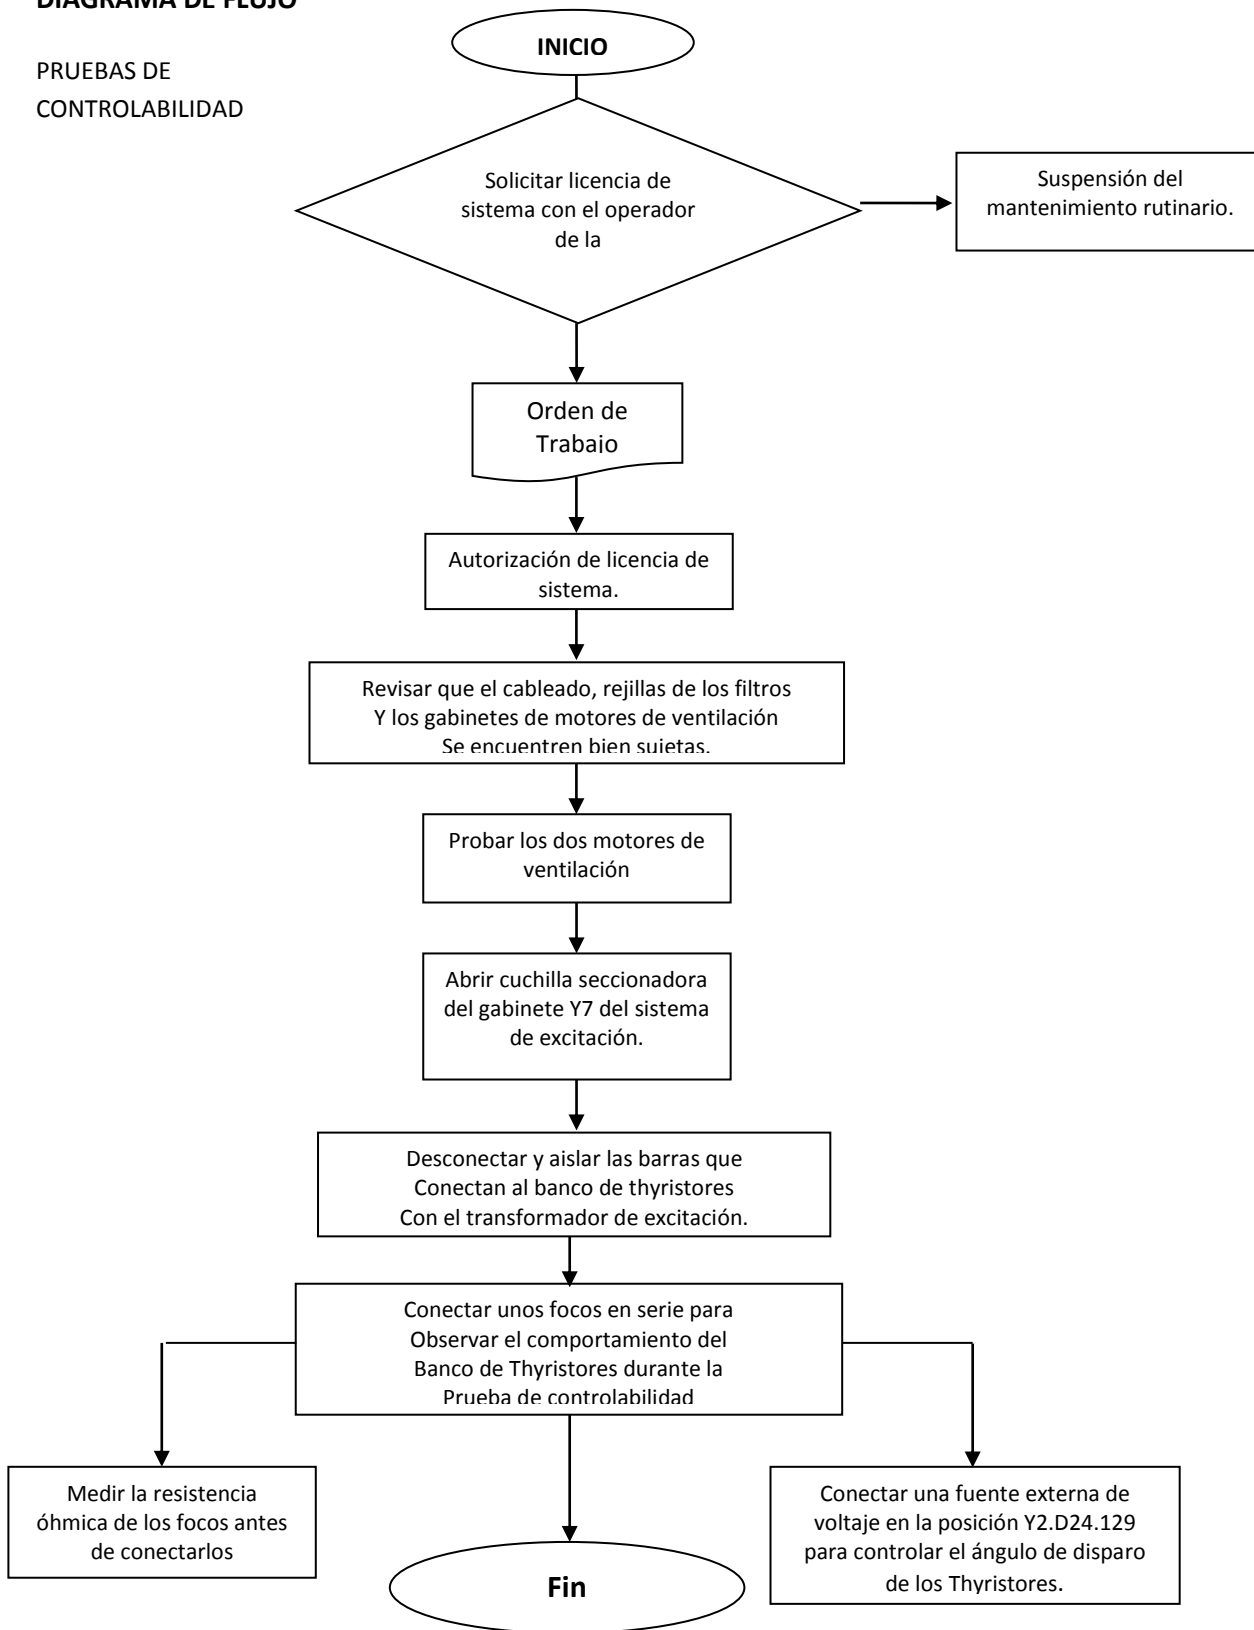 DIAGRAMA DE FLUJO
PRUEBAS DE
CONTROLABILIDAD
INICIO
Solicitar licencia de
sistema con el operador
de la
Suspensión del
mantenimiento rutinario.
Orden de
Trabajo
Autorización de licencia de
sistema.
Revisar que el cableado, rejillas de los filtros
Y los gabinetes de motores de ventilación
Se encuentren bien sujetas.
Probar los dos motores de
ventilación
Abrir cuchilla seccionadora
del gabinete Y7 del sistema
de excitación.
Desconectar y aislar las barras que
Conectan al banco de thyristores
Con el transformador de excitación.
Conectar unos focos en serie para
Observar el comportamiento del
Banco de Thyristores durante la
Prueba de controlabilidad
Medir la resistencia
óhmica de los focos antes
de conectarlos
Conectar una fuente externa de
voltaje en la posición Y2.D24.129
para controlar el ángulo de disparo
de los Thyristores.
Fin